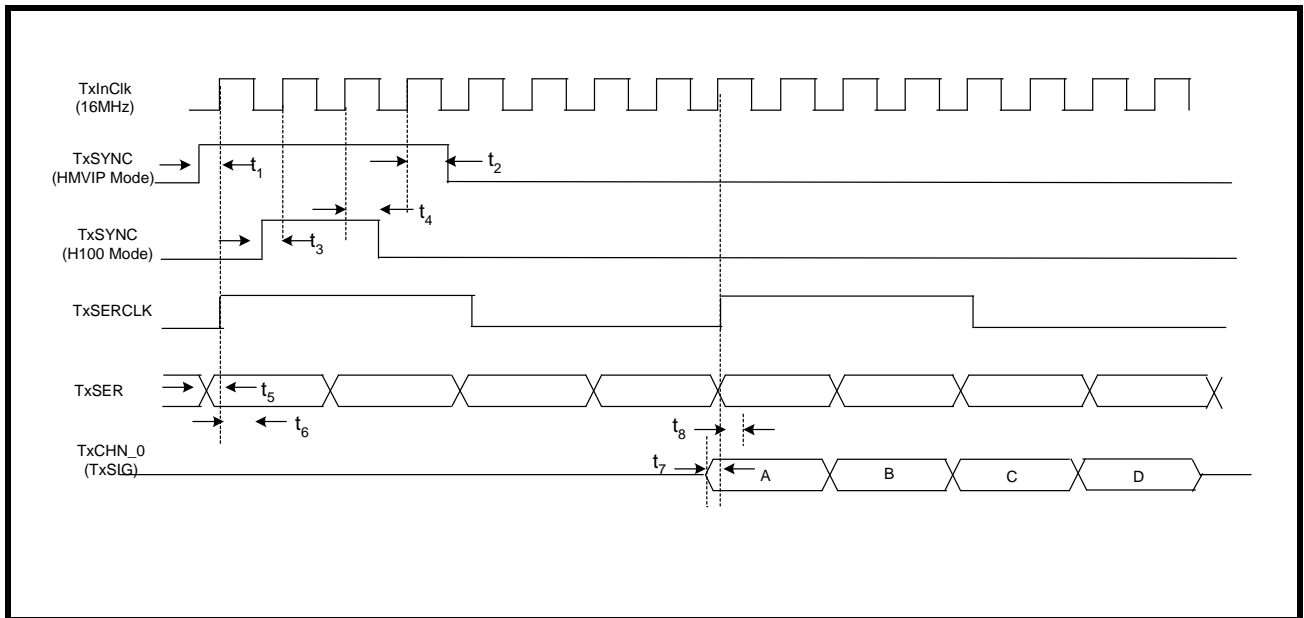 TxInClk
(16MHz)
TxSYNC
(HMVIP Mode)
t1
t2
t4
TxSYNC
(H100 Mode)
t3
TxSERCLK
TxSER
t5
t6
t8
TxCHN_0
(TxSIG)
t7
A
B
C
D